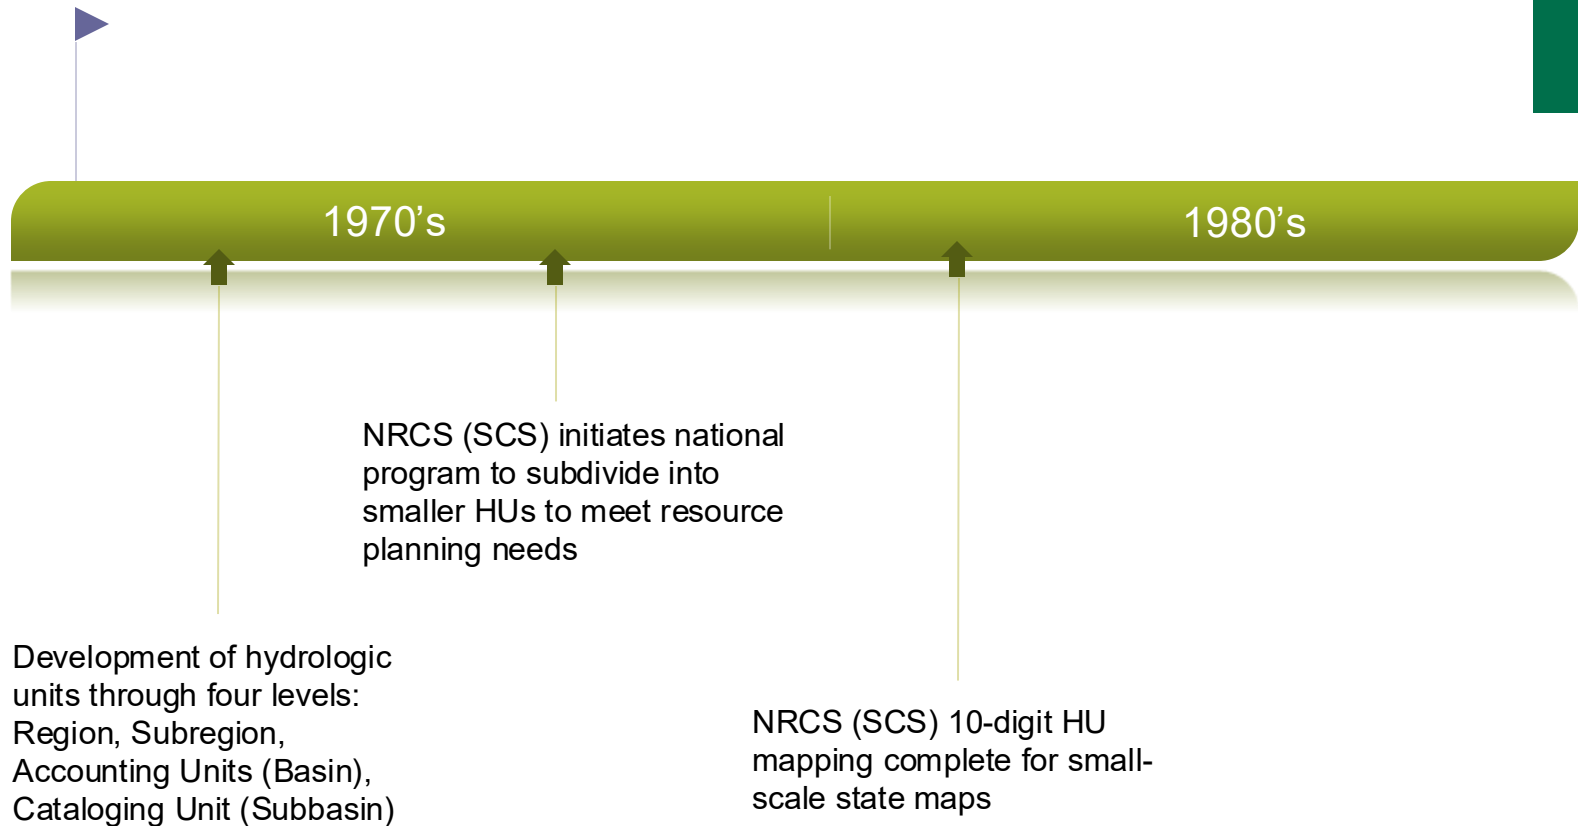 1970’s
1980’s
NRCS (SCS) initiates national
program to subdivide into
smaller HUs to meet resource
planning needs
Development of hydrologic
units through four levels:
Region, Subregion,
Accounting Units (Basin),
Cataloging Unit (Subbasin)
NRCS (SCS) 10-digit HU
mapping complete for small-
scale state maps